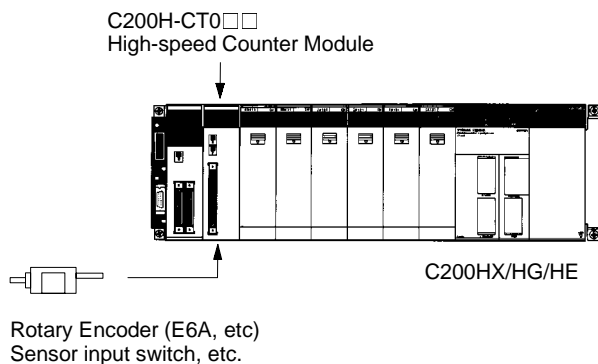 C200H-CT0□□
High-speed Counter Module
C200HX/HG/HE
Rotary Encoder (E6A, etc)
Sensor input switch, etc.